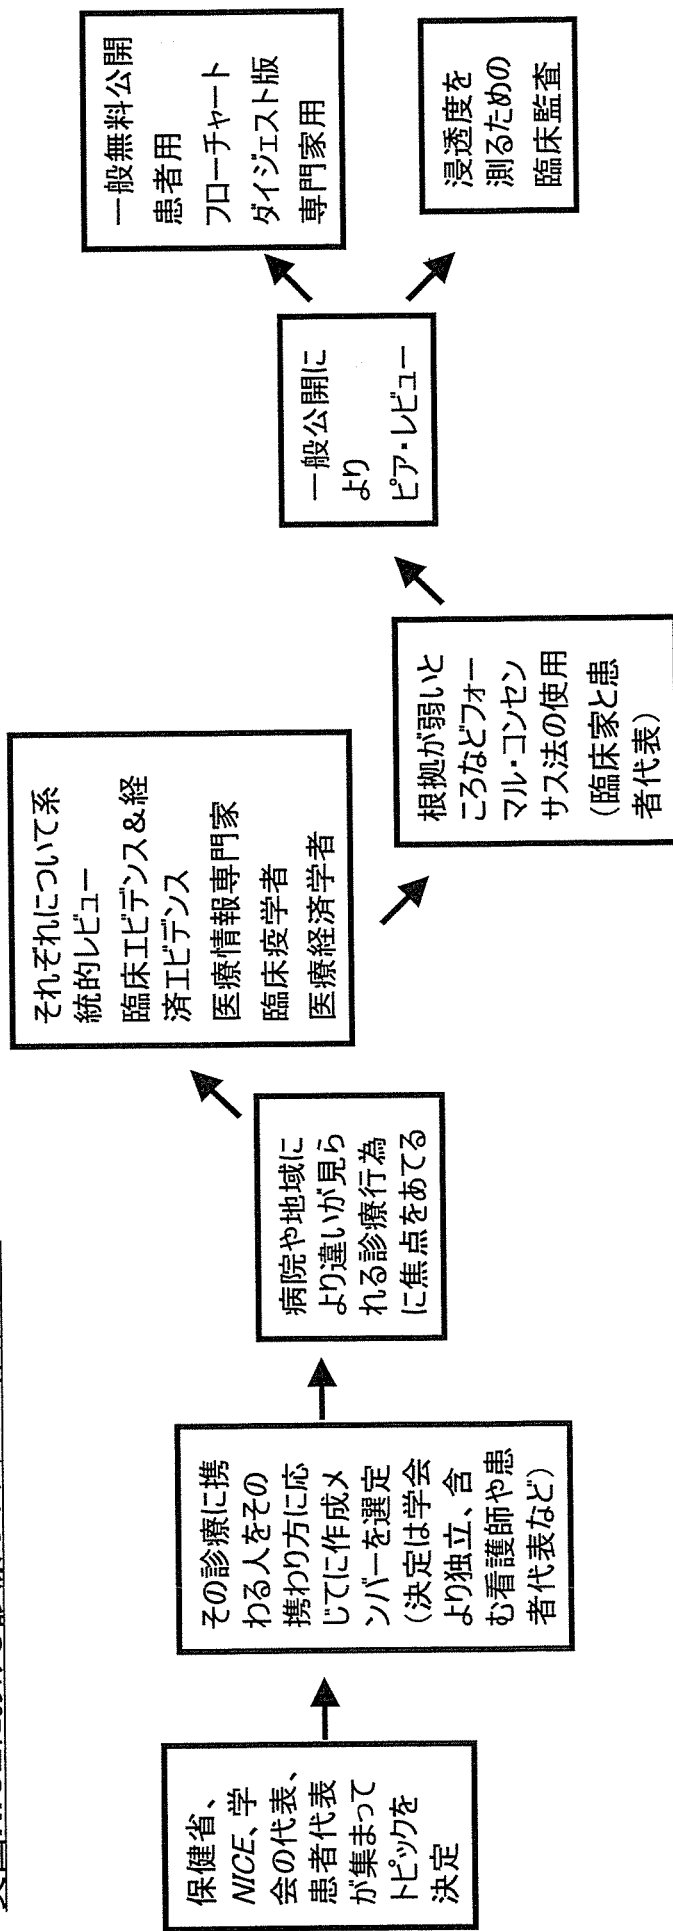 保健省、
NICE、学
会の代表、
患者代表
が集まって
トピックを
決定
その診療に携
わる人をその
携わり方に応
じてに作成メ
ンバーを選定
(決定は学会
より独立、含
む看護師や患
者代表など)
病院や地域に
より違いが見ら
れる診療行為
に焦点をあてる
それぞれについて系
統的レビュー
臨床エビデンス&経
済エビデンス
医療情報専門家
臨床疫学者
医療経済学者
根拠が弱いと
ころなどフォー
マル・コンセン
サス法の使用
(臨床家と患
者代表)
一般公開に
より
ピア・レビュー
一般無料公開
患者用
フローチャート
ダイジェスト版
専門家用
浸透度を
測るための
臨床監査